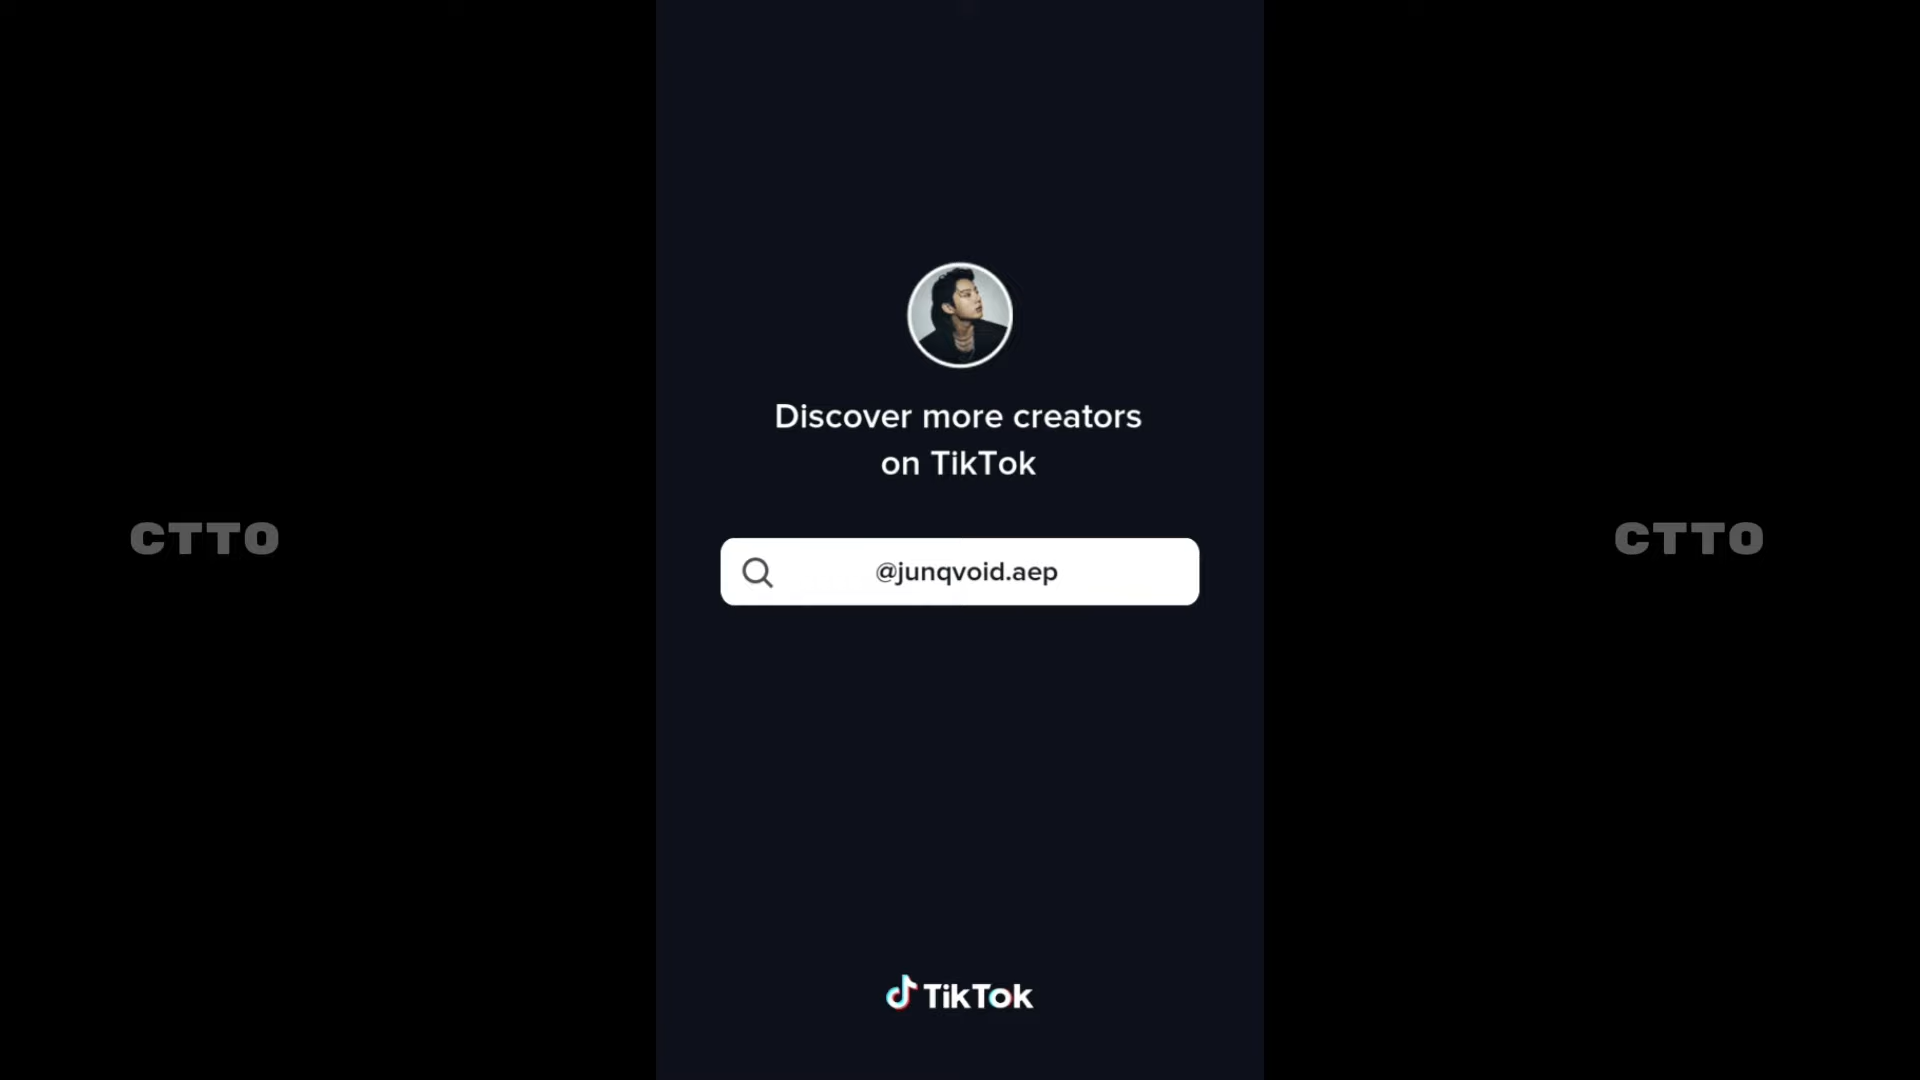 Discover more creators
on TikTok
CTTO
CTTO
@junqvoid.aep
TikTok